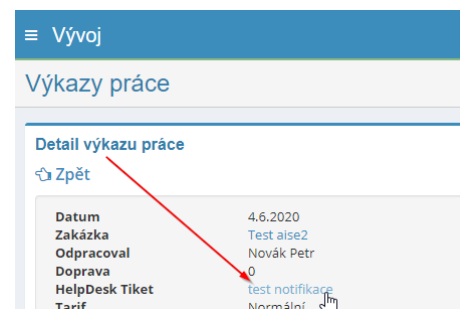 ≡ Vývoj
Výkazy práce
Detail výkazu práce
Zpět
Datum 4.6.2020
Zakázka Test aise2
Odpracoval Novák Petr
Doprava 0
HelpDesk Tiket test notifikace
Tarif Normální